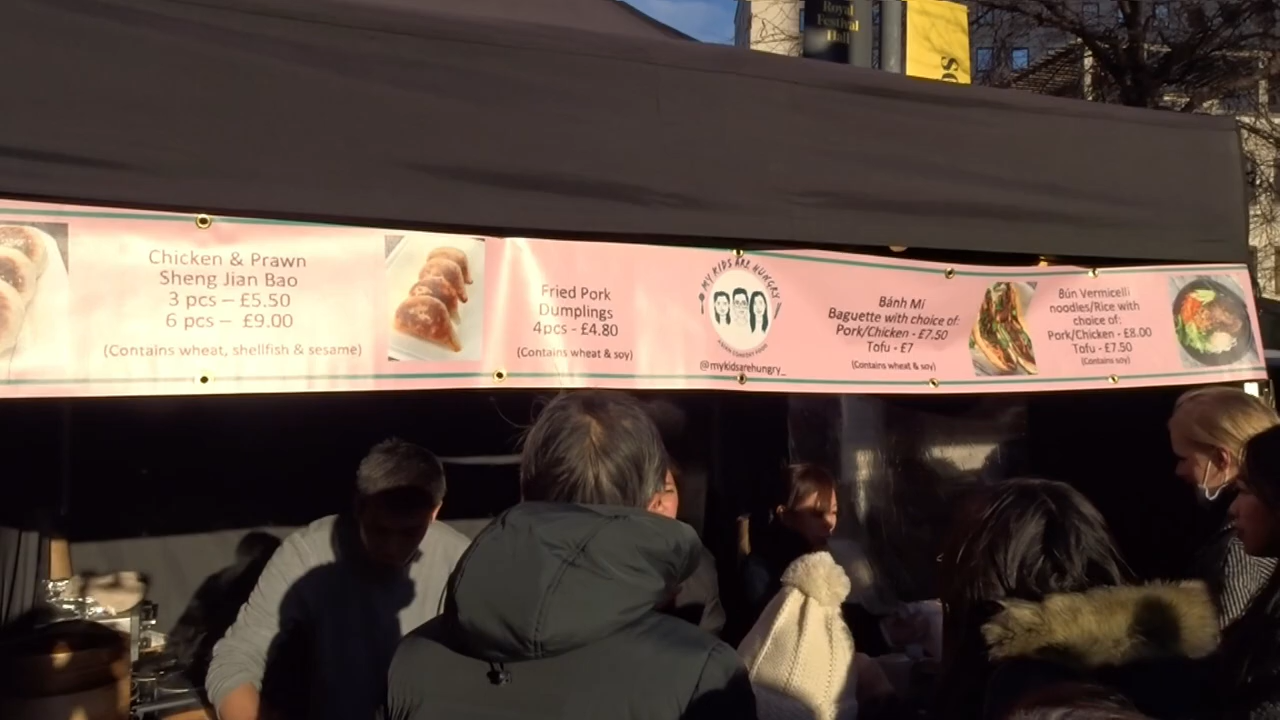 Royal
Festival
Hall
Chicken & Prawn
Sheng Jian Bao
3 pcs – £5.50
6 pcs – £9.00
(Contains wheat, shellfish & sesame)
Fried Pork
Dumplings
4pcs - £4.80
(Contains wheat & soy)
MY KIDS ARE HUNGRY
ASIAN COMFORT FOOD
@mykidsarehungry_
Bánh Mì
Baguette with choice of:
Pork/Chicken - £7.50
Tofu - £7
(Contains wheat & soy)
Bún Vermicelli
noodles/Rice with
choice of:
Pork/Chicken - £8.00
Tofu - £7.50
(Contains soy)